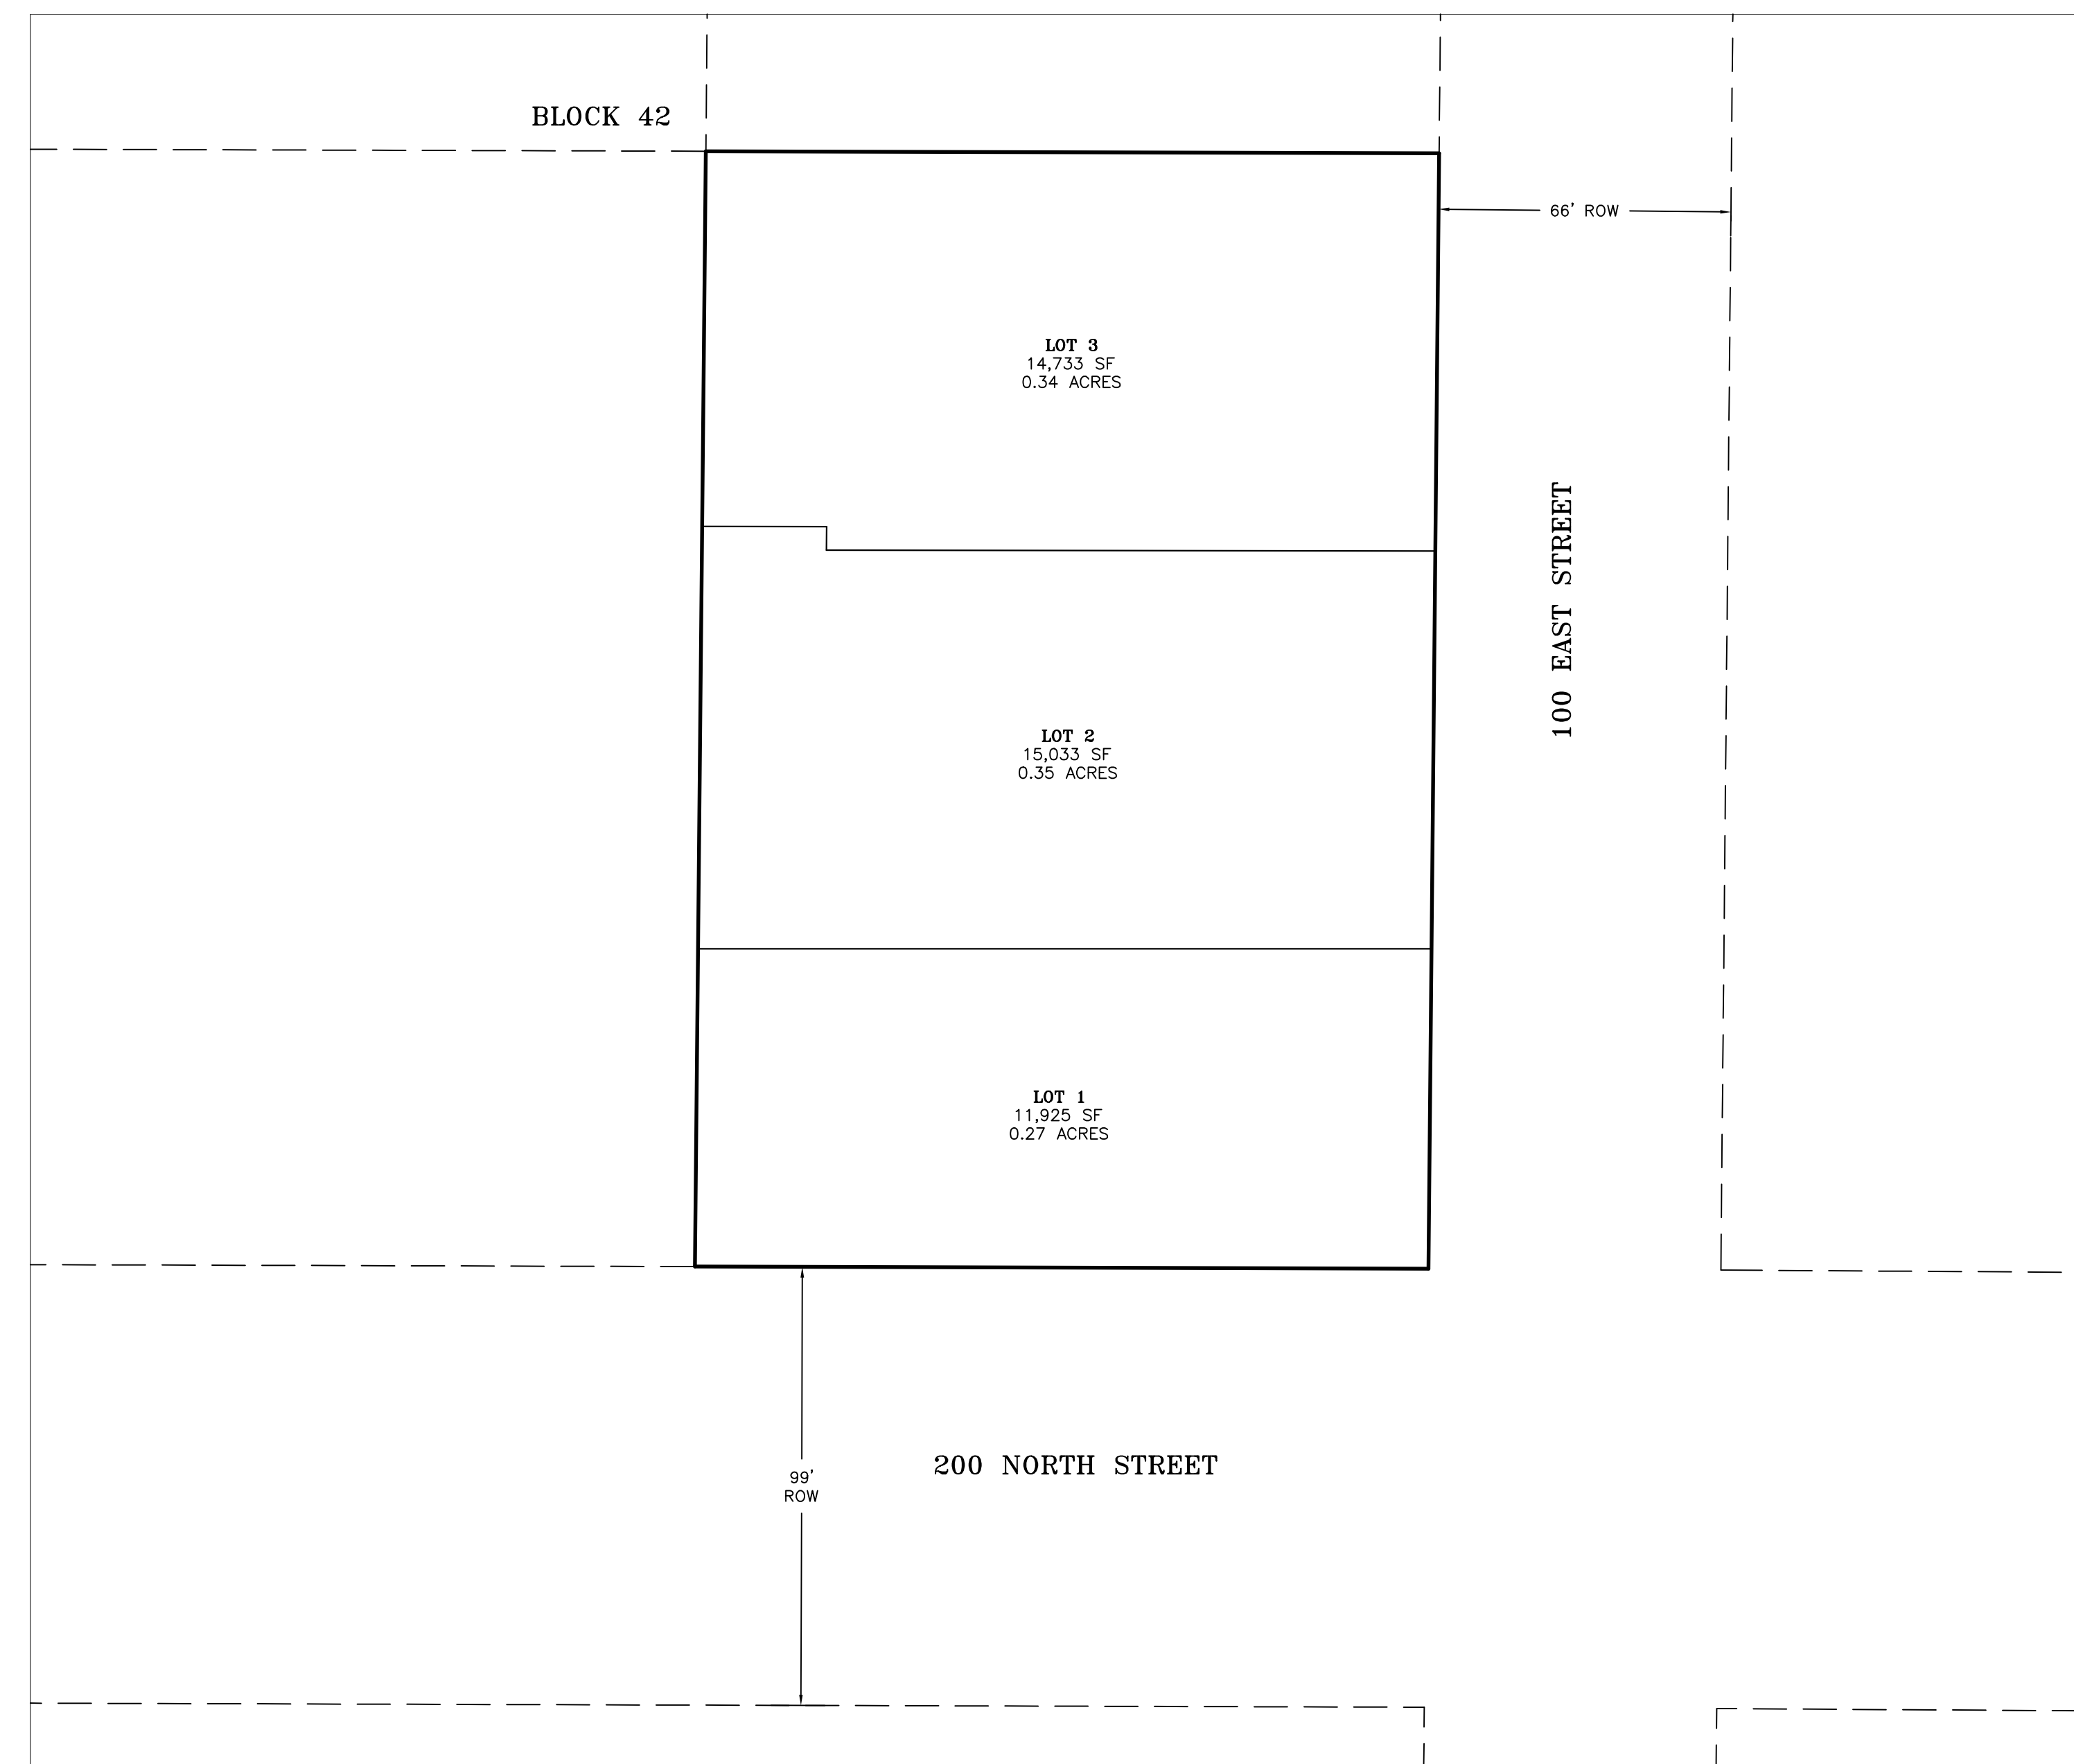 BLOCK 42
66' ROW
LOT 3
14,733 SF
0.34 ACRES
100 EAST STREET
LOT 2
15,033 SF
0.35 ACRES
LOT 1
11,925 SF
0.27 ACRES
200 NORTH STREET
99'
ROW